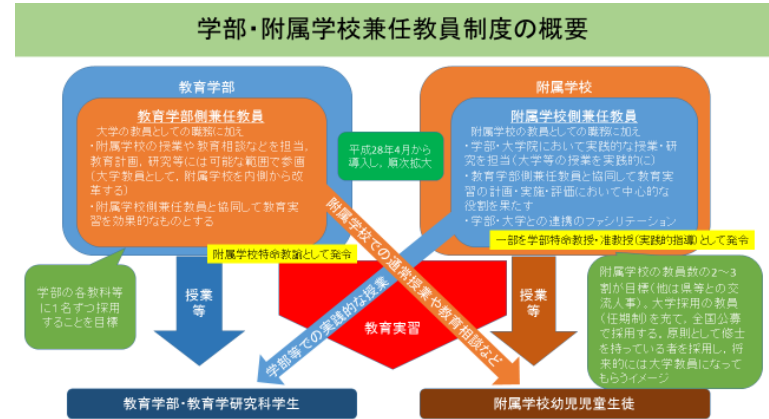 学部・附属学校兼任教員制度の概要
教育学部
教育学部側兼任教員
大学の教員としての職務に加え
・附属学校の授業や教育相談などを担当,
教育計画, 研究等には可能な範囲で参画
(大学教員として, 附属学校を内側から改
革する)
・附属学校側兼任教員と協同して教育実
習を効果的なものとする
附属学校特命教諭として発令
平成28年4月から
導入し, 順次拡大
附属学校
附属学校側兼任教員
附属学校の教員としての職務に加え
・学部・大学院において実践的な授業・研
究を担当(大学等の授業を実践的に)
・教育学部側兼任教員と協同して教育実
習の計画・実施・評価において中心的な
役割を果たす
・学部・大学との連携のファシリテーション
一部を学部特命教授・准教授(実践的指導)として発令
学部の各教科等
に1名ずつ採用
することを目標
授業
等
附属学校での通常授業や教育相談など
学部等での実践的な授業
教育実習
授業
等
附属学校の教員数の2~3
割が目標(他は県等との交
流人事)。大学採用の教員
(任期制)を充て, 全国公募
で採用する。原則として修士
を持っている者を採用し, 将
来的には大学教員になって
もらうイメージ
教育学部・教育学研究科学生
附属学校幼児児童生徒